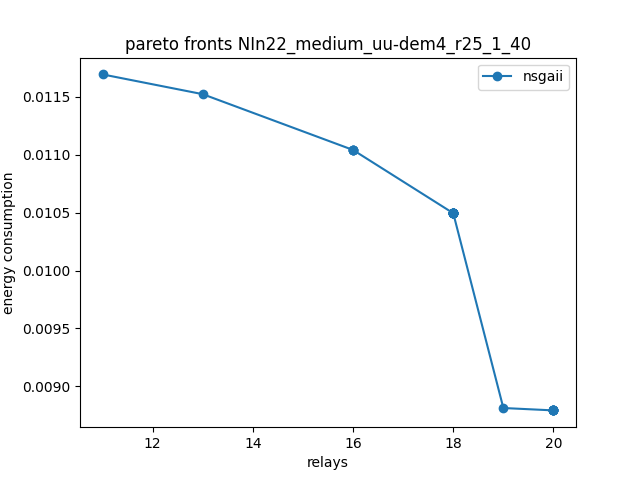 pareto fronts NIn22_medium_uu-dem4_r25_1_40
nsgaii
0.0115
0.0110
0.0105
0.0100
0.0095
0.0090
energy consumption
12
14
16
18
20
relays